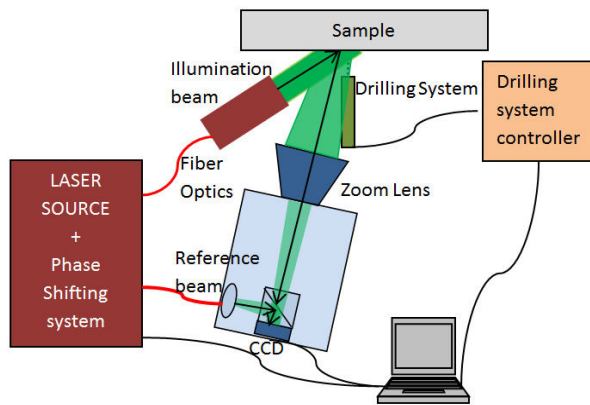 Sample
Illumination
beam
Drilling System
Drilling
system
controller
Fiber
Optics
Zoom Lens
LASER
SOURCE
+
Phase
Shifting
system
Reference
beam
CCD